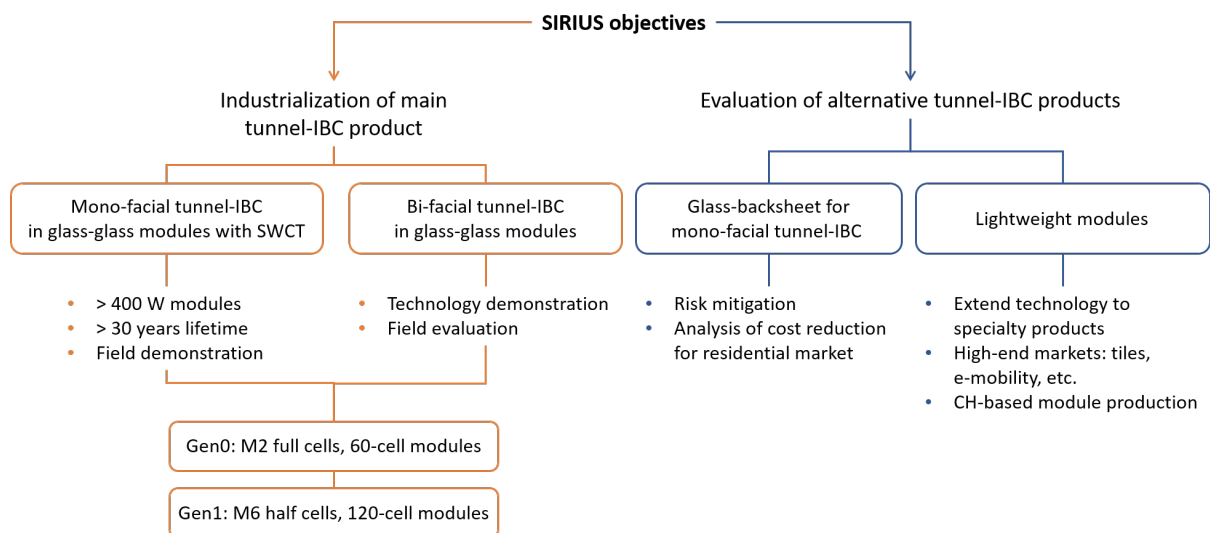 SIRIUS objectives
Industrialization of main
tunnel-IBC product
Evaluation of alternative tunnel-IBC products
Mono-facial tunnel-IBC
in glass-glass modules with SWCT
Bi-facial tunnel-IBC
in glass-glass modules
Glass-backsheet for
mono-facial tunnel-IBC
Lightweight modules
• > 400 W modules
• > 30 years lifetime
• Field demonstration
• Technology demonstration
• Field evaluation
• Risk mitigation
• Analysis of cost reduction
for residential market
• Extend technology to
specialty products
• High-end markets: tiles,
e-mobility, etc.
• CH-based module production
Gen0: M2 full cells, 60-cell modules
Gen1: M6 half cells, 120-cell modules